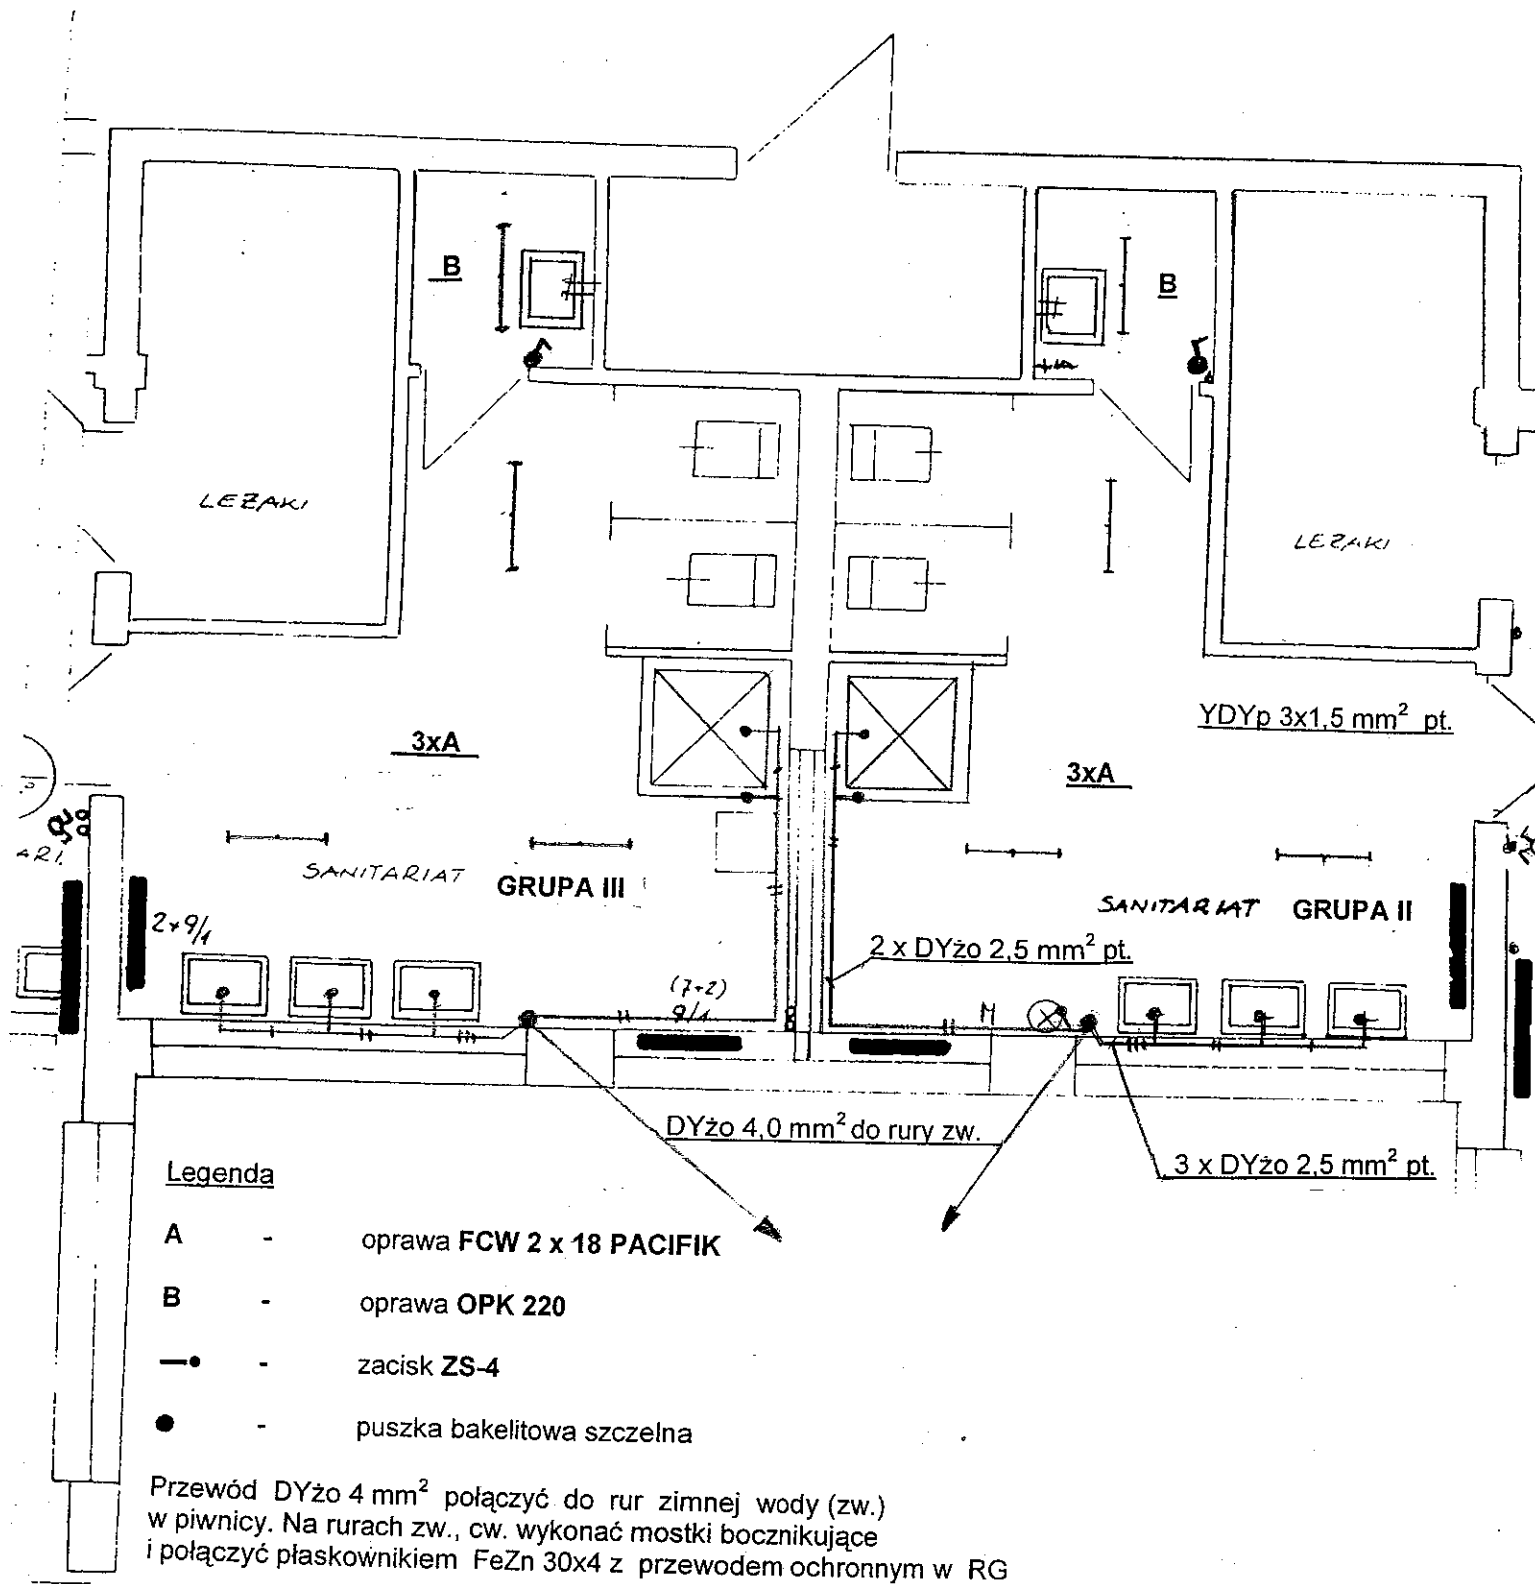 B
B
LEŻAKI
LEŻAKI
YDYp 3x1,5 mm² pt.
3xA
3xA
SANITARIAT
GRUPA III
SANITARIAT
GRUPA II
2+9/1
2 x DYżo 2,5 mm² pt.
(7+2)
9/1
M
DYżo 4,0 mm² do rury zw.
3 x DYżo 2,5 mm² pt.
Legenda
A - oprawa FCW 2 x 18 PACIFIK
B - oprawa OPK 220
- zacisk ZS-4
- puszka bakelitowa szczelna
Przewód DYżo 4 mm² połączyć do rur zimnej wody (zw.)
w piwnicy. Na rurach zw., cw. wykonać mostki bocznikujące
i połączyć płaskownikiem FeZn 30x4 z przewodem ochronnym w RG